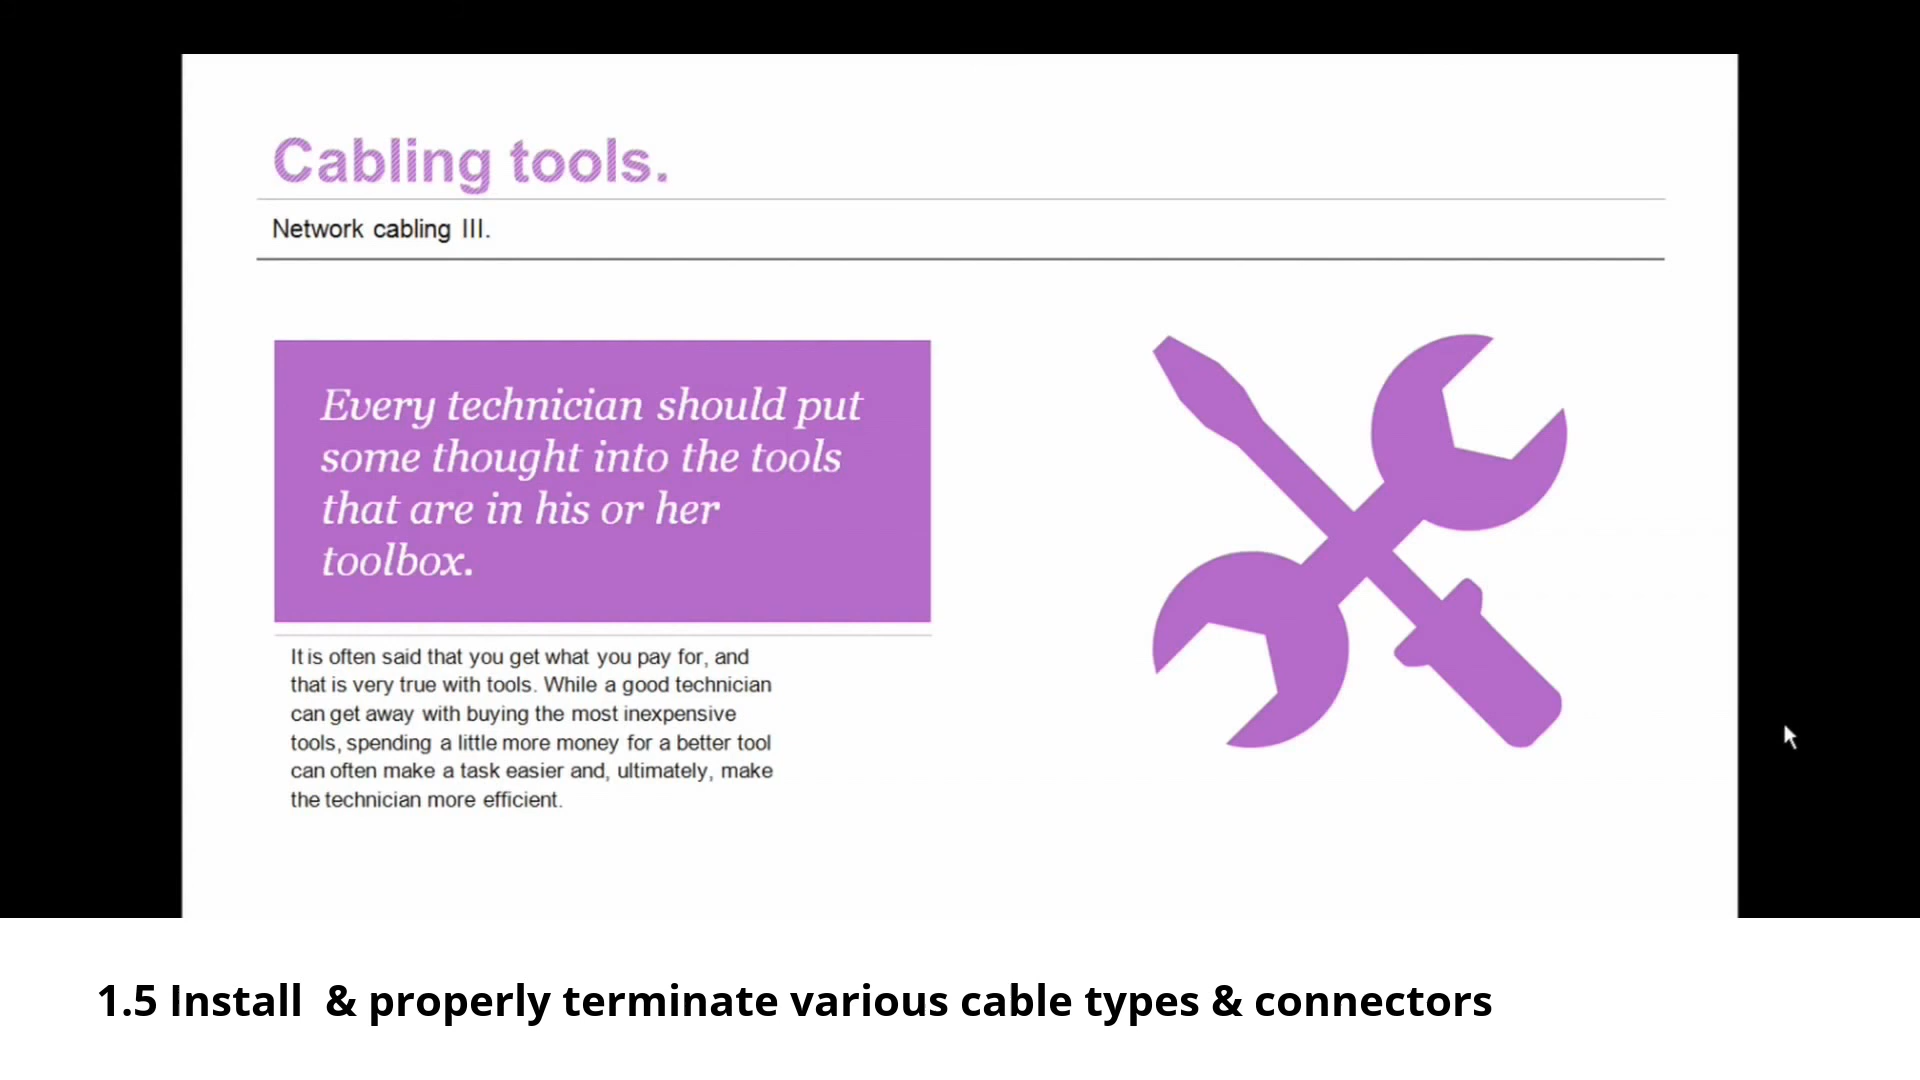 Cabling tools.
Network cabling III.
Every technician should put
some thought into the tools
that are in his or her
toolbox.
It is often said that you get what you pay for, and
that is very true with tools. While a good technician
can get away with buying the most inexpensive
tools, spending a little more money for a better tool
can often make a task easier and, ultimately, make
the technician more efficient.
1.5 Install  & properly terminate various cable types & connectors